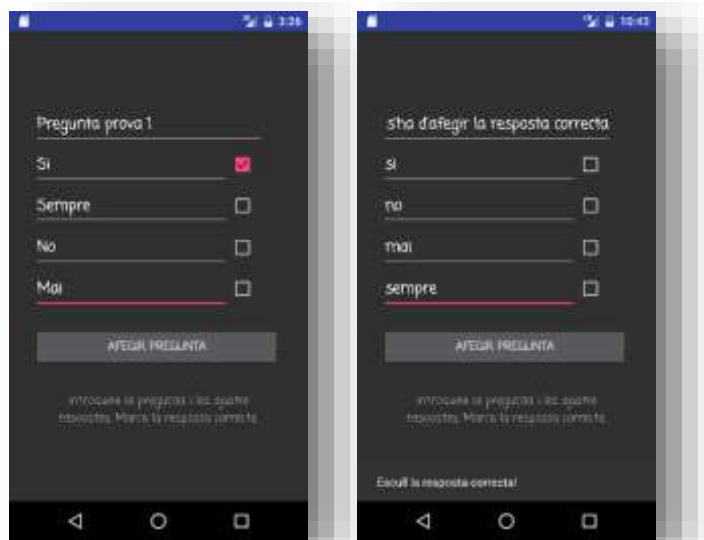 3:26
Pregunta prova 1
Si
Sempre
No
Mai
AFEGIR PREGUNTA
Introdueix la pregunta i les quatre
respostes. Marca la resposta correcta.
10:43
s'ha d'afegir la resposta correcta
si
no
mai
sempre
AFEGIR PREGUNTA
Introdueix la pregunta i les quatre
respostes. Marca la resposta correcta.
Escull la resposta correcta!